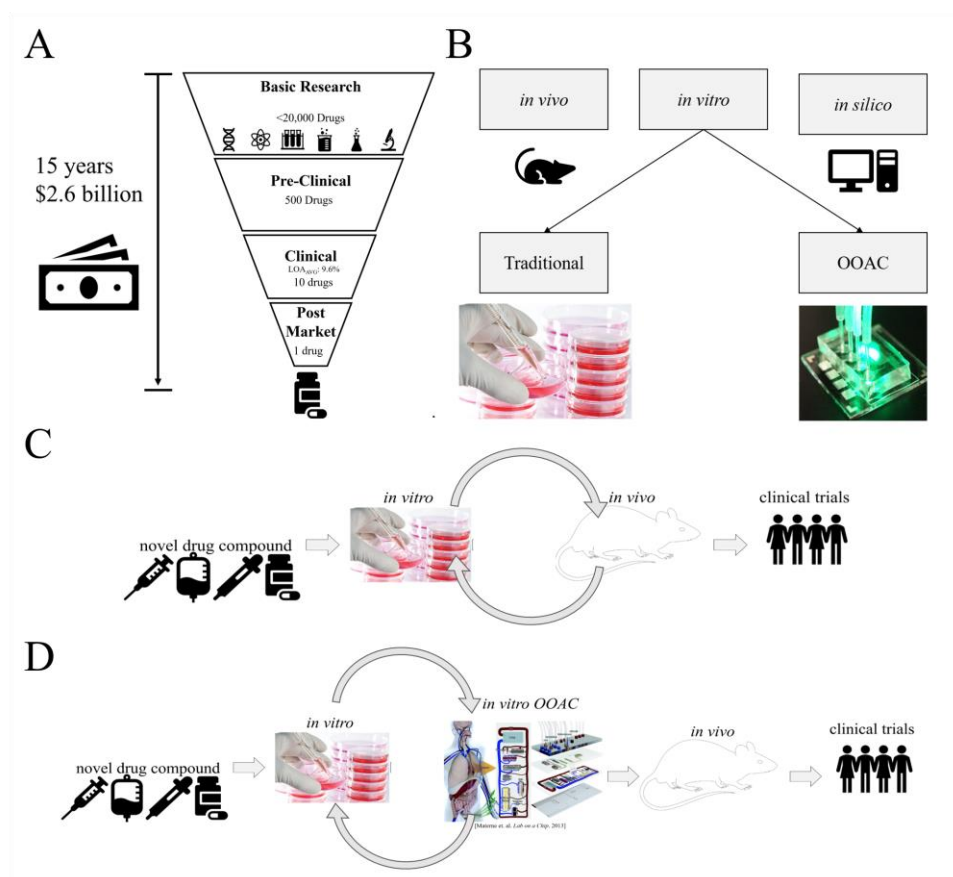 A
15 years
$2.6 billion
Basic Research
<20,000 Drugs
Pre-Clinical
500 Drugs
Clinical
LOA_AVG: 9.6%
10 drugs
Post
Market
1 drug
B
in vivo
in vitro
in silico
Traditional
OOAC
C
novel drug compound
in vitro
in vivo
clinical trials
D
novel drug compound
in vitro
in vitro OOAC
[Materne et. al. Lab on a Chip. 2013]
in vivo
clinical trials